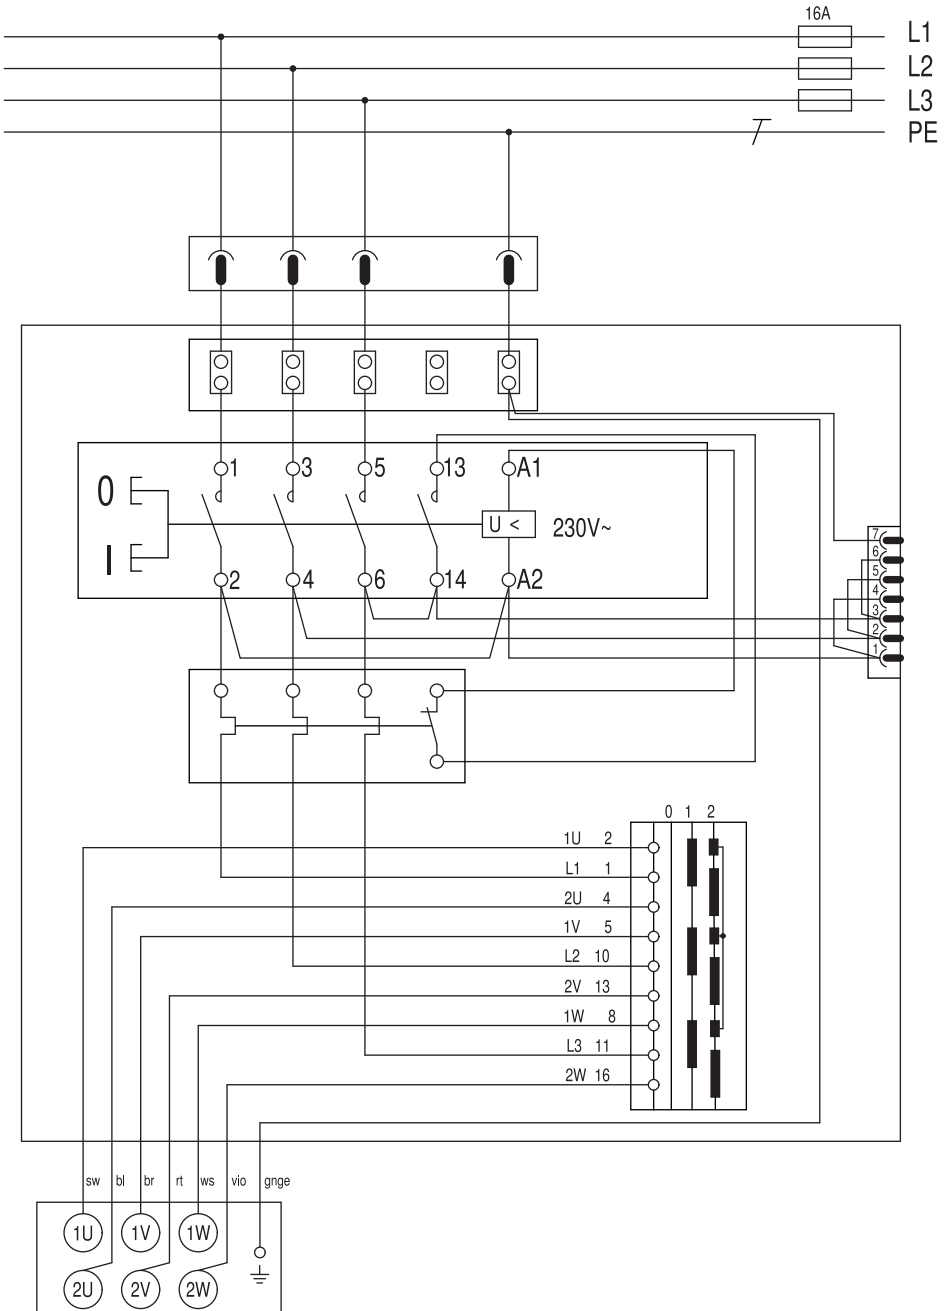 16A
L1
L2
L3
PE
1 3 5 13 A1
0
U < 230V~
I
2 4 6 14 A2
7
6
5
4
3
2
1
0 1 2
1U 2
L1 1
2U 4
1V 5
L2 10
2V 13
1W 8
L3 11
2W 16
sw bl br rt ws vio gnge
1U 1V 1W
2U 2V 2W